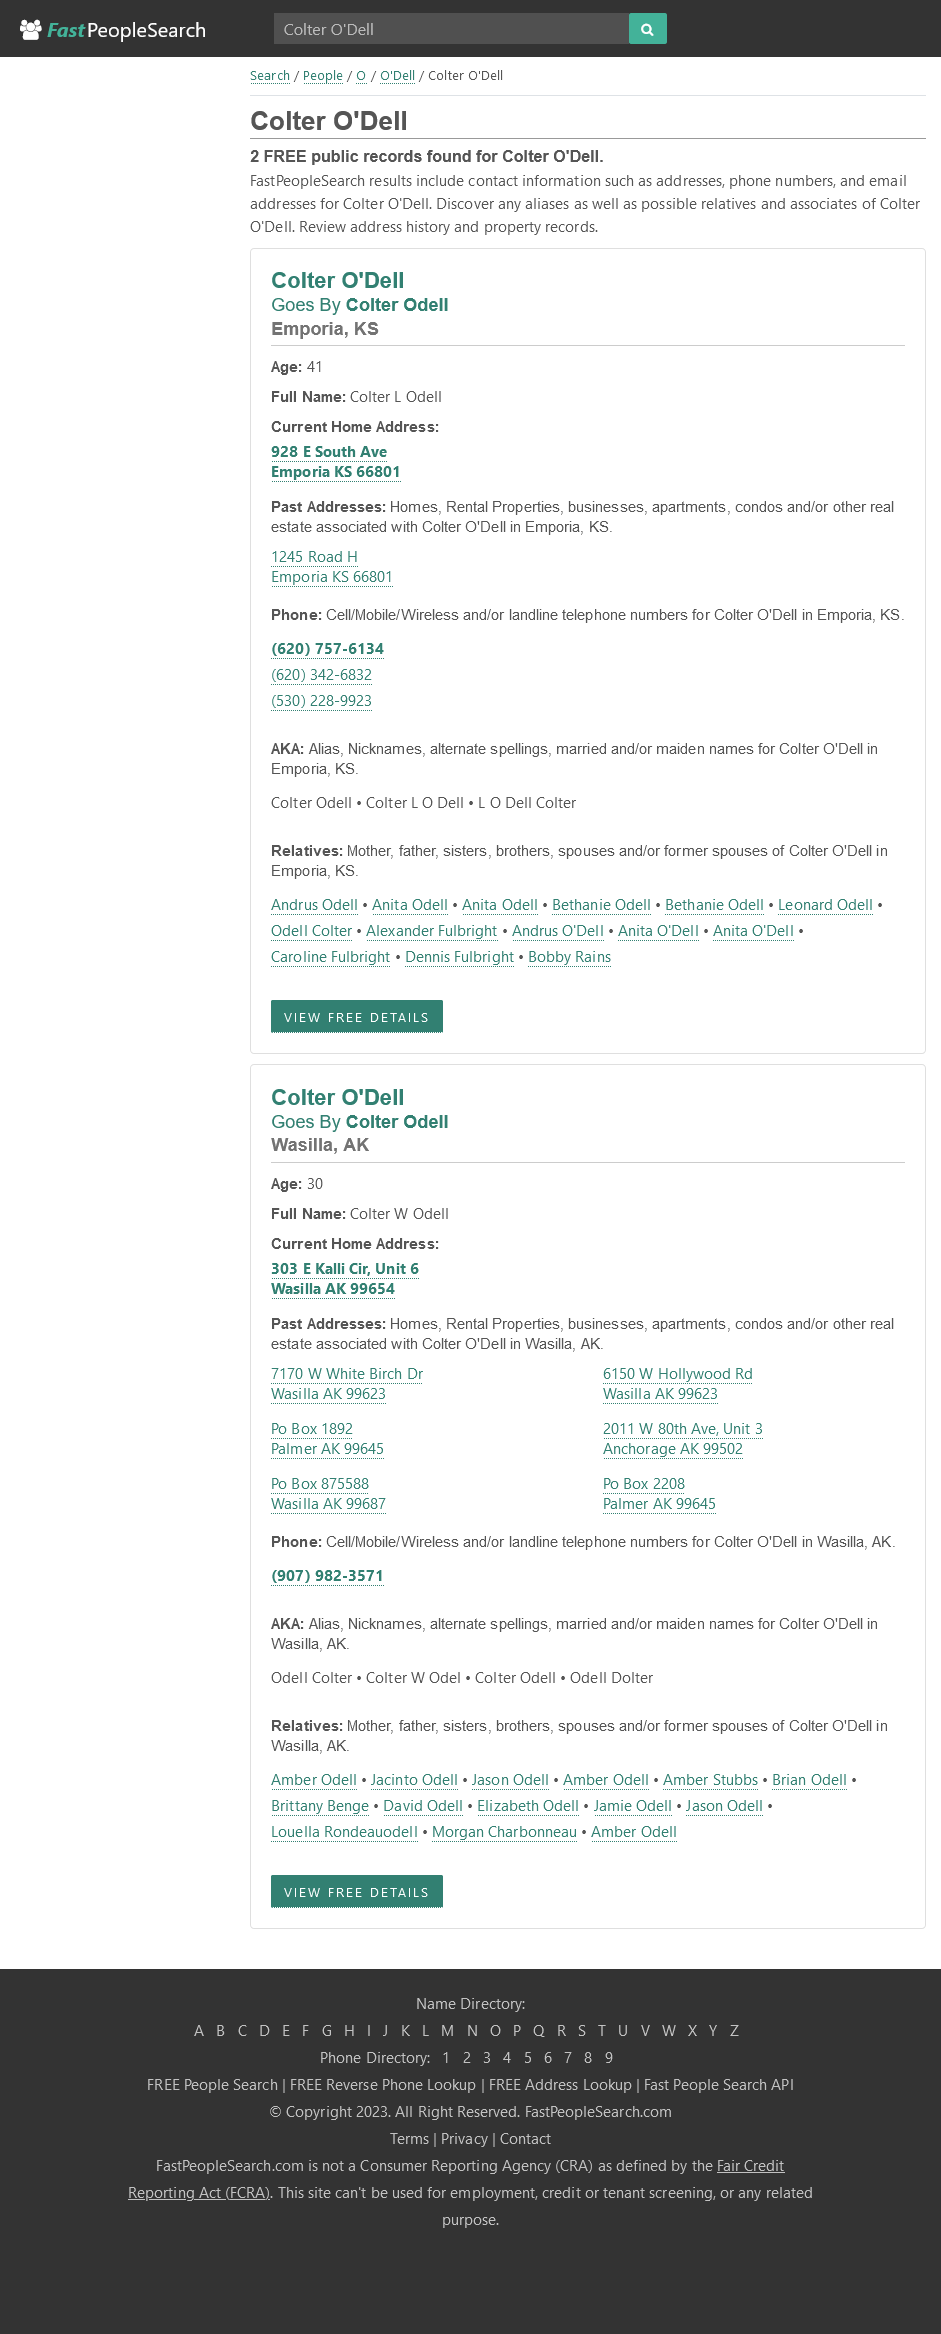 FastPeopleSearch
Colter O'Dell
Search / People / O / O'Dell / Colter O'Dell
Colter O'Dell
2 FREE public records found for Colter O'Dell.
FastPeopleSearch results include contact information such as addresses, phone numbers, and email
addresses for Colter O'Dell. Discover any aliases as well as possible relatives and associates of Colter
O'Dell. Review address history and property records.
Colter O'Dell
Goes By Colter Odell
Emporia, KS
Age: 41
Full Name: Colter L Odell
Current Home Address:
928 E South Ave
Emporia KS 66801
Past Addresses: Homes, Rental Properties, businesses, apartments, condos and/or other real
estate associated with Colter O'Dell in Emporia, KS.
1245 Road H
Emporia KS 66801
Phone: Cell/Mobile/Wireless and/or landline telephone numbers for Colter O'Dell in Emporia, KS.
(620) 757-6134
(620) 342-6832
(530) 228-9923
AKA: Alias, Nicknames, alternate spellings, married and/or maiden names for Colter O'Dell in
Emporia, KS.
Colter Odell • Colter L O Dell • L O Dell Colter
Relatives: Mother, father, sisters, brothers, spouses and/or former spouses of Colter O'Dell in
Emporia, KS.
Andrus Odell • Anita Odell • Anita Odell • Bethanie Odell • Bethanie Odell • Leonard Odell •
Odell Colter • Alexander Fulbright • Andrus O'Dell • Anita O'Dell • Anita O'Dell •
Caroline Fulbright • Dennis Fulbright • Bobby Rains
VIEW FREE DETAILS
Colter O'Dell
Goes By Colter Odell
Wasilla, AK
Age: 30
Full Name: Colter W Odell
Current Home Address:
303 E Kalli Cir, Unit 6
Wasilla AK 99654
Past Addresses: Homes, Rental Properties, businesses, apartments, condos and/or other real
estate associated with Colter O'Dell in Wasilla, AK.
7170 W White Birch Dr
Wasilla AK 99623
6150 W Hollywood Rd
Wasilla AK 99623
Po Box 1892
Palmer AK 99645
2011 W 80th Ave, Unit 3
Anchorage AK 99502
Po Box 875588
Wasilla AK 99687
Po Box 2208
Palmer AK 99645
Phone: Cell/Mobile/Wireless and/or landline telephone numbers for Colter O'Dell in Wasilla, AK.
(907) 982-3571
AKA: Alias, Nicknames, alternate spellings, married and/or maiden names for Colter O'Dell in
Wasilla, AK.
Odell Colter • Colter W Odel • Colter Odell • Odell Dolter
Relatives: Mother, father, sisters, brothers, spouses and/or former spouses of Colter O'Dell in
Wasilla, AK.
Amber Odell • Jacinto Odell • Jason Odell • Amber Odell • Amber Stubbs • Brian Odell •
Brittany Benge • David Odell • Elizabeth Odell • Jamie Odell • Jason Odell •
Louella Rondeauodell • Morgan Charbonneau • Amber Odell
VIEW FREE DETAILS
Name Directory:
A B C D E F G H I J K L M N O P Q R S T U V W X Y Z
Phone Directory: 1 2 3 4 5 6 7 8 9
FREE People Search | FREE Reverse Phone Lookup | FREE Address Lookup | Fast People Search API
© Copyright 2023. All Right Reserved. FastPeopleSearch.com
Terms | Privacy | Contact
FastPeopleSearch.com is not a Consumer Reporting Agency (CRA) as defined by the Fair Credit
Reporting Act (FCRA). This site can't be used for employment, credit or tenant screening, or any related
purpose.